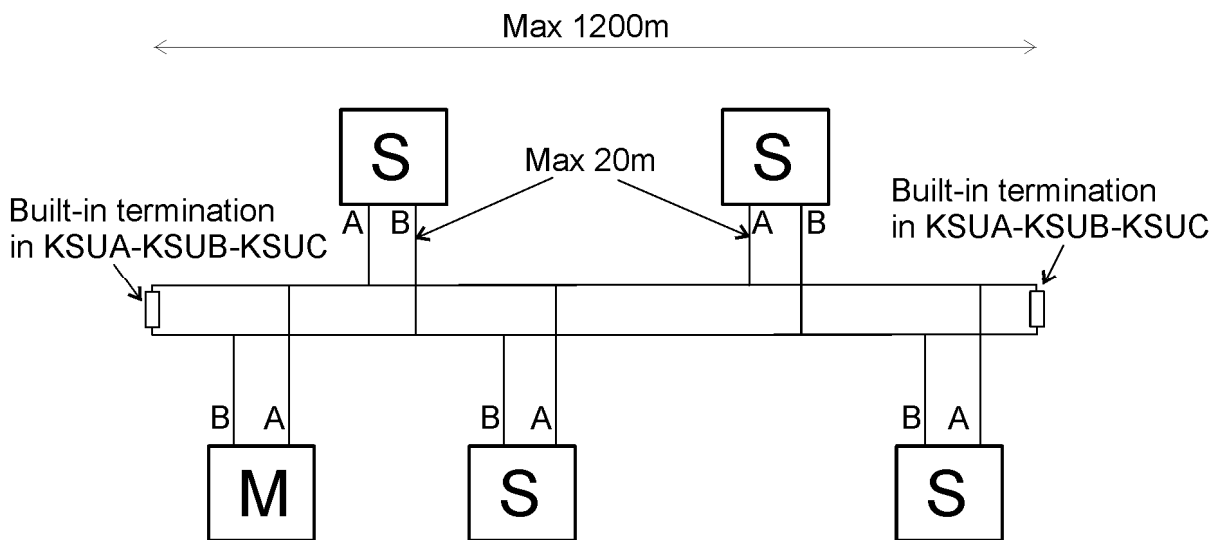 Max 1200m
S
S
Max 20m
Built-in termination
in KSUA-KSUB-KSUC
Built-in termination
in KSUA-KSUB-KSUC
A B
A B
B A
B A
B A
M
S
S